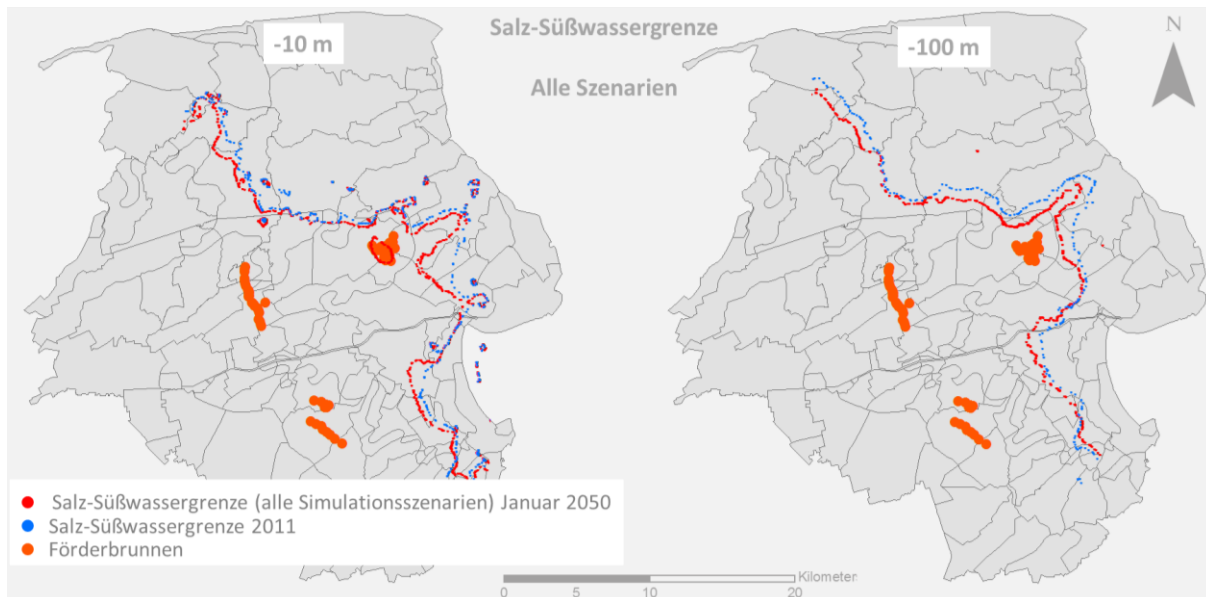 Salz-Süßwassergrenze
-10 m
-100 m
N
Alle Szenarien
Salz-Süßwassergrenze (alle Simulationsszenarien) Januar 2050
Salz-Süßwassergrenze 2011
Förderbrunnen
Kilometer
0 5 10 20